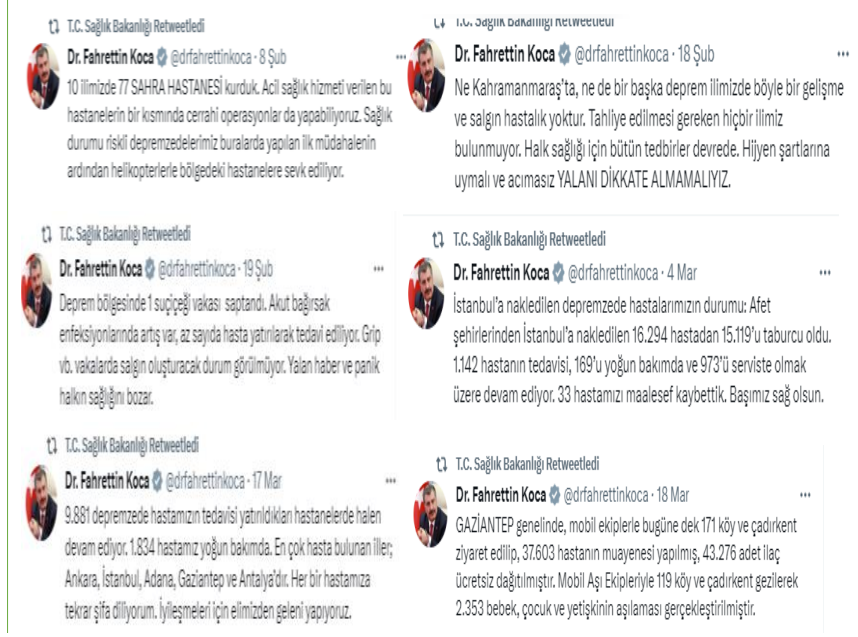 T.C. Sağlık Bakanlığı Retweetledi
Dr. Fahrettin Koca @drfahrettinkoca · 8 Şub
10 ilimizde 77 SAHRA HASTANESİ kurduk. Acil sağlık hizmeti verilen bu
hastanelerin bir kısmında cerrahi operasyonlar da yapabiliyoruz. Sağlık
durumu riskli depremzedelerimiz buralarda yapılan ilk müdahalenin
ardından helikopterlerle bölgedeki hastanelere sevk ediliyor.
T.C. Sağlık Bakanlığı Retweetledi
Dr. Fahrettin Koca @drfahrettinkoca · 18 Şub
Ne Kahramanmaraş'ta, ne de bir başka deprem ilimizde böyle bir gelişme
ve salgın hastalık yoktur. Tahliye edilmesi gereken hiçbir ilimiz
bulunmuyor. Halk sağlığı için bütün tedbirler devrede. Hijyen şartlarına
uymalı ve acımasız YALANI DİKKATE ALMAMALIYIZ.
T.C. Sağlık Bakanlığı Retweetledi
Dr. Fahrettin Koca @drfahrettinkoca · 19 Şub
Deprem bölgesinde 1 suçiçeği vakası saptandı. Akut bağırsak
enfeksiyonlarında artış var, az sayıda hasta yatırılarak tedavi ediliyor. Grip
vb. vakalarda salgın oluşturacak durum görülmüyor. Yalan haber ve panik
halkın sağlığını bozar.
T.C. Sağlık Bakanlığı Retweetledi
Dr. Fahrettin Koca @drfahrettinkoca · 4 Mar
İstanbul'a nakledilen depremzede hastalarımızın durumu: Afet
şehirlerinden İstanbul'a nakledilen 16.294 hastadan 15.119'u taburcu oldu.
1.142 hastanın tedavisi, 169'u yoğun bakımda ve 973'ü serviste olmak
üzere devam ediyor. 33 hastamızı maalesef kaybettik. Başımız sağ olsun.
T.C. Sağlık Bakanlığı Retweetledi
Dr. Fahrettin Koca @drfahrettinkoca · 17 Mar
9.881 depremzede hastamızın tedavisi yatırıldıkları hastanelerde halen
devam ediyor. 1.834 hastamız yoğun bakımda. En çok hasta bulunan iller;
Ankara, İstanbul, Adana, Gaziantep ve Antalya'dır. Her bir hastamıza
tekrar şifa diliyorum. İyileşmeleri için elimizden geleni yapıyoruz.
T.C. Sağlık Bakanlığı Retweetledi
Dr. Fahrettin Koca @drfahrettinkoca · 18 Mar
GAZİANTEP genelinde, mobil ekiplerle bugüne dek 171 köy ve çadırkent
ziyaret edilip, 37.603 hastanın muayenesi yapılmış, 43.276 adet ilaç
ücretsiz dağıtılmıştır. Mobil Aşı Ekipleriyle 119 köy ve çadırkent gezilerek
2.353 bebek, çocuk ve yetişkinin aşılaması gerçekleştirilmiştir.